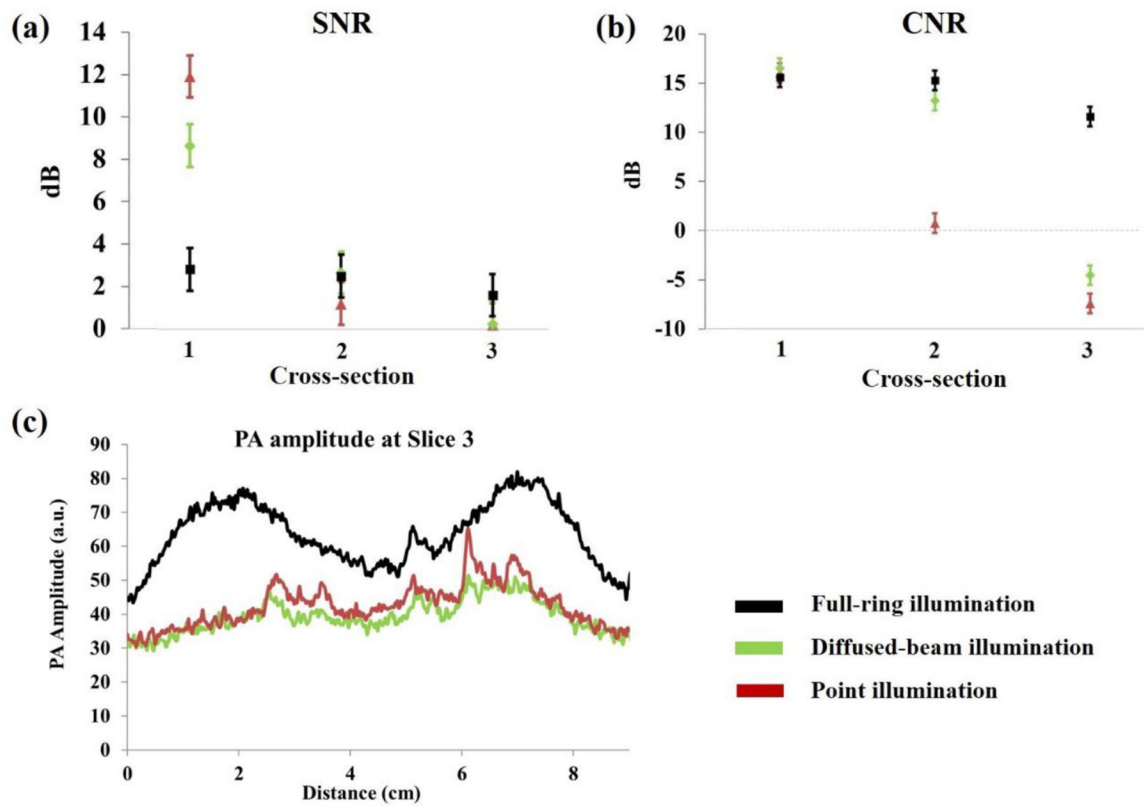 (a) SNR
14
12
10
8
6
4
2
0
dB
1 2 3
Cross-section
(b) CNR
20
15
10
5
0
-5
-10
dB
1 2 3
Cross-section
(c)
PA amplitude at Slice 3
90
80
70
60
50
40
30
20
10
0
PA Amplitude (a.u.)
0 2 4 6 8
Distance (cm)
Full-ring illumination
Diffused-beam illumination
Point illumination